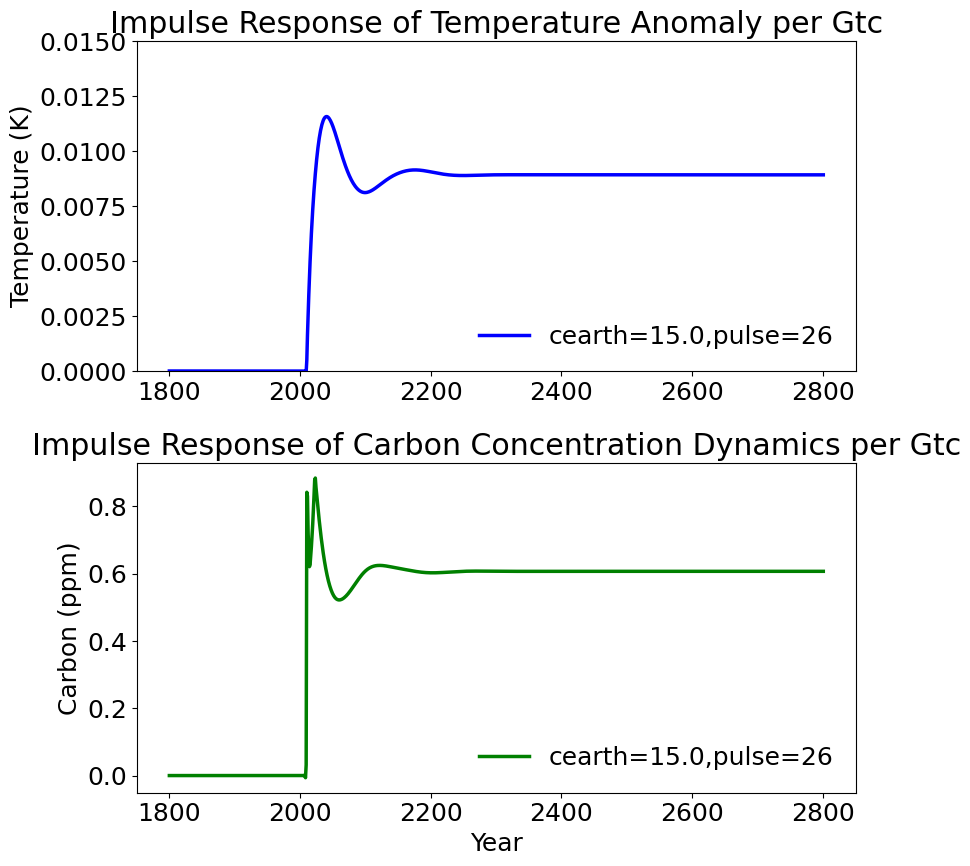 Impulse Response of Temperature Anomaly per Gtc
0.0150
0.0125
0.0100
0.0075
0.0050
0.0025
0.0000
Temperature (K)
cearth=15.0,pulse=26
1800 2000 2200 2400 2600 2800
Impulse Response of Carbon Concentration Dynamics per Gtc
0.8
0.6
0.4
0.2
0.0
Carbon (ppm)
cearth=15.0,pulse=26
1800 2000 2200 2400 2600 2800
Year